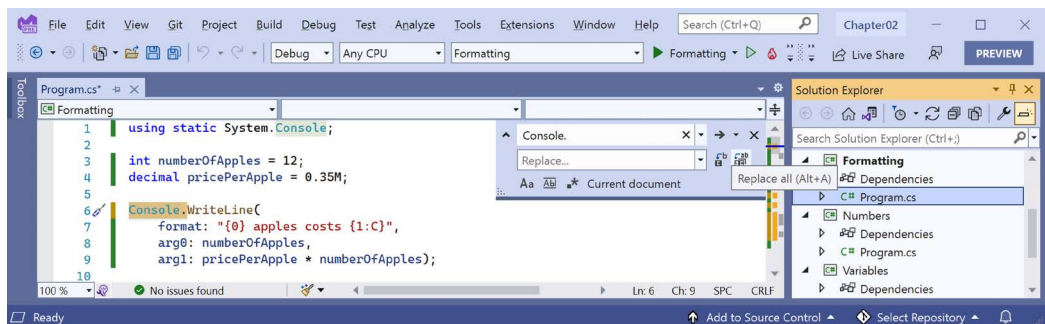 File Edit View Git Project Build Debug Test Analyze Tools Extensions Window Help Search (Ctrl+Q) Chapter02
Debug Any CPU Formatting Formatting Live Share PREVIEW
Toolbox
Program.cs*
Formatting
1 using static System.Console;
2
3 int numberOfApples = 12;
4 decimal pricePerApple = 0.35M;
5
6 Console.WriteLine(
7 format: "{0} apples costs {1:C}",
8 arg0: numberOfApples,
9 arg1: pricePerApple * numberOfApples);
10
Console.
Replace...
Aa Ab .* Current document
Replace all (Alt+A)
100 % No issues found Ln: 6 Ch: 9 SPC CRLF
Solution Explorer
Search Solution Explorer (Ctrl+;)
C# Formatting
Dependencies
C# Program.cs
C# Numbers
Dependencies
C# Program.cs
C# Variables
Dependencies
Ready Add to Source Control Select Repository